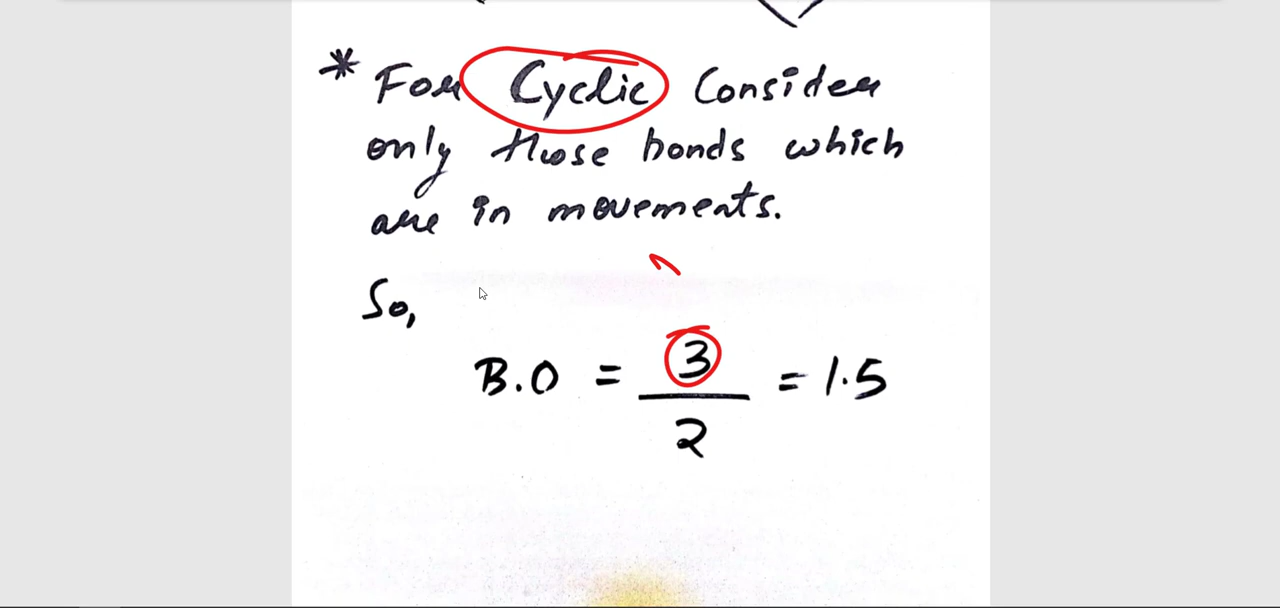 * For Cyclic Consider
only those bonds which
are in movements.
So,
B.O = 3/2 = 1.5